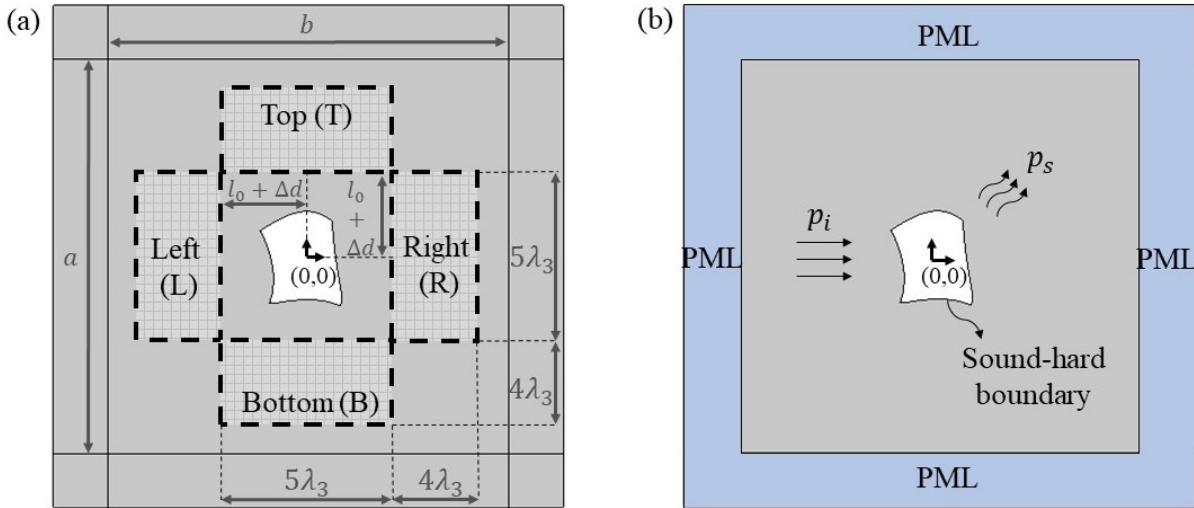 (a)
b
Top (T)
l₀ + Δd
l₀
+
Δd
a
Left
(L)
(0,0)
Right
(R)
5λ₃
Bottom (B)
4λ₃
5λ₃
4λ₃
(b)
PML
pₛ
pᵢ
PML
(0,0)
PML
Sound-hard
boundary
PML